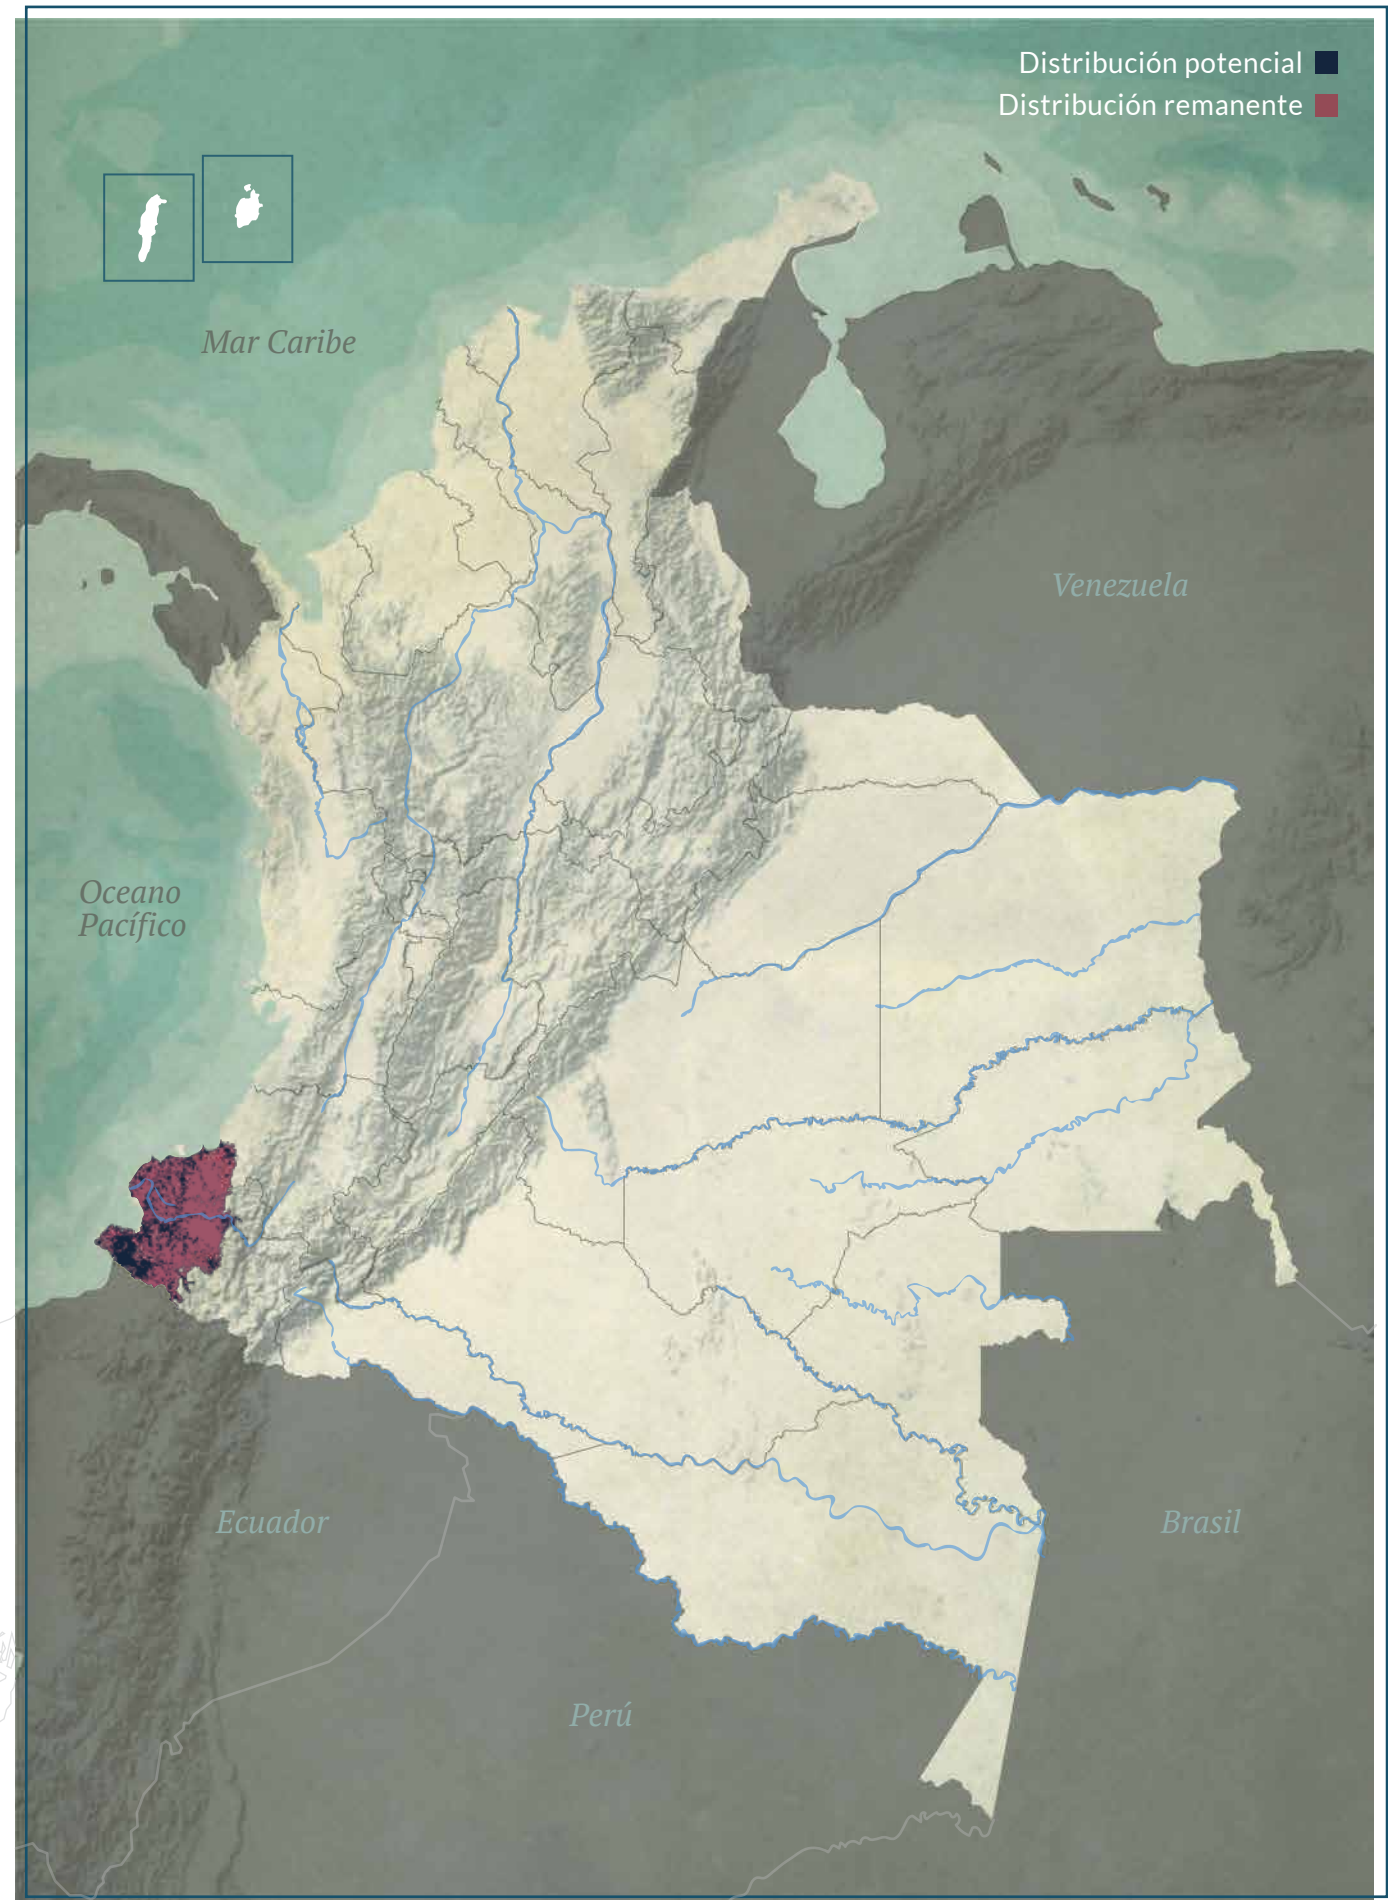 Distribución potencial
Distribución remanente
Mar Caribe
Venezuela
Oceano
Pacífico
Ecuador
Brasil
Perú